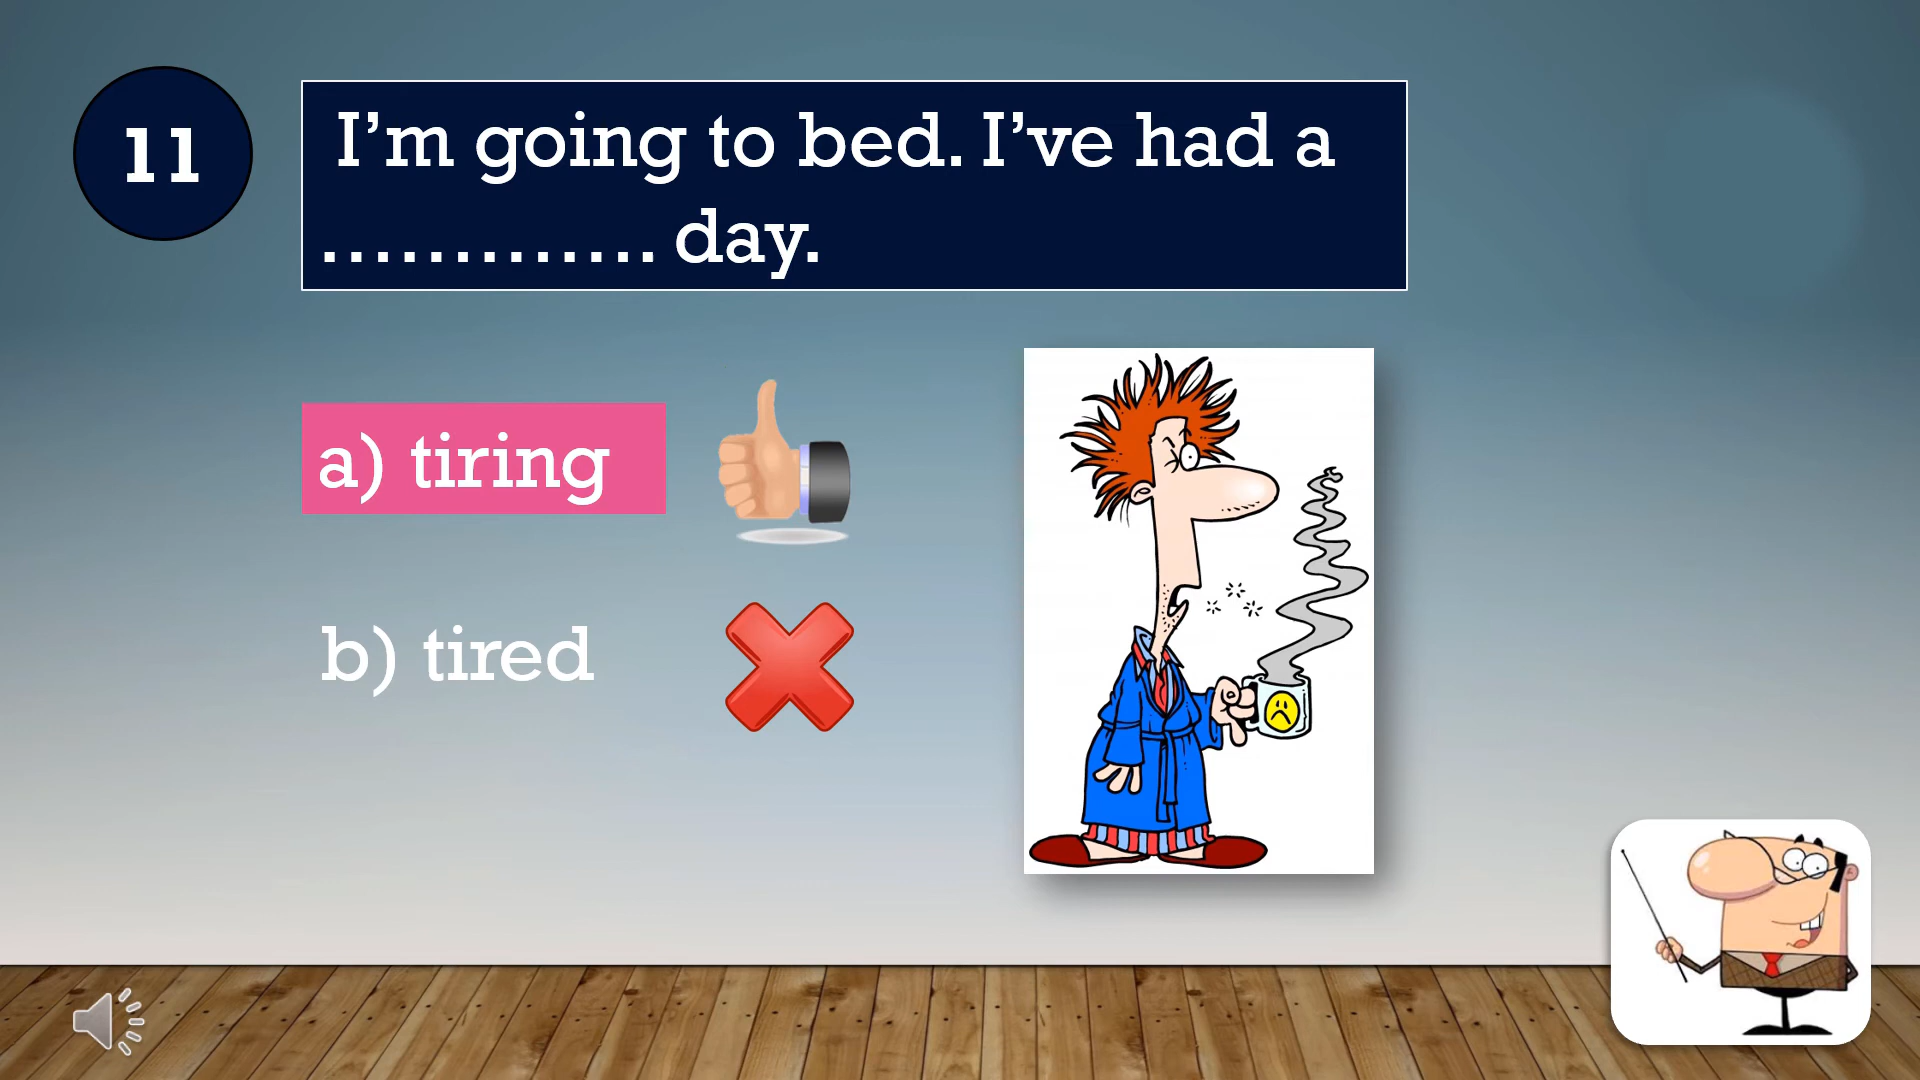 11
I’m going to bed. I’ve had a
............. day.
a) tiring
b) tired